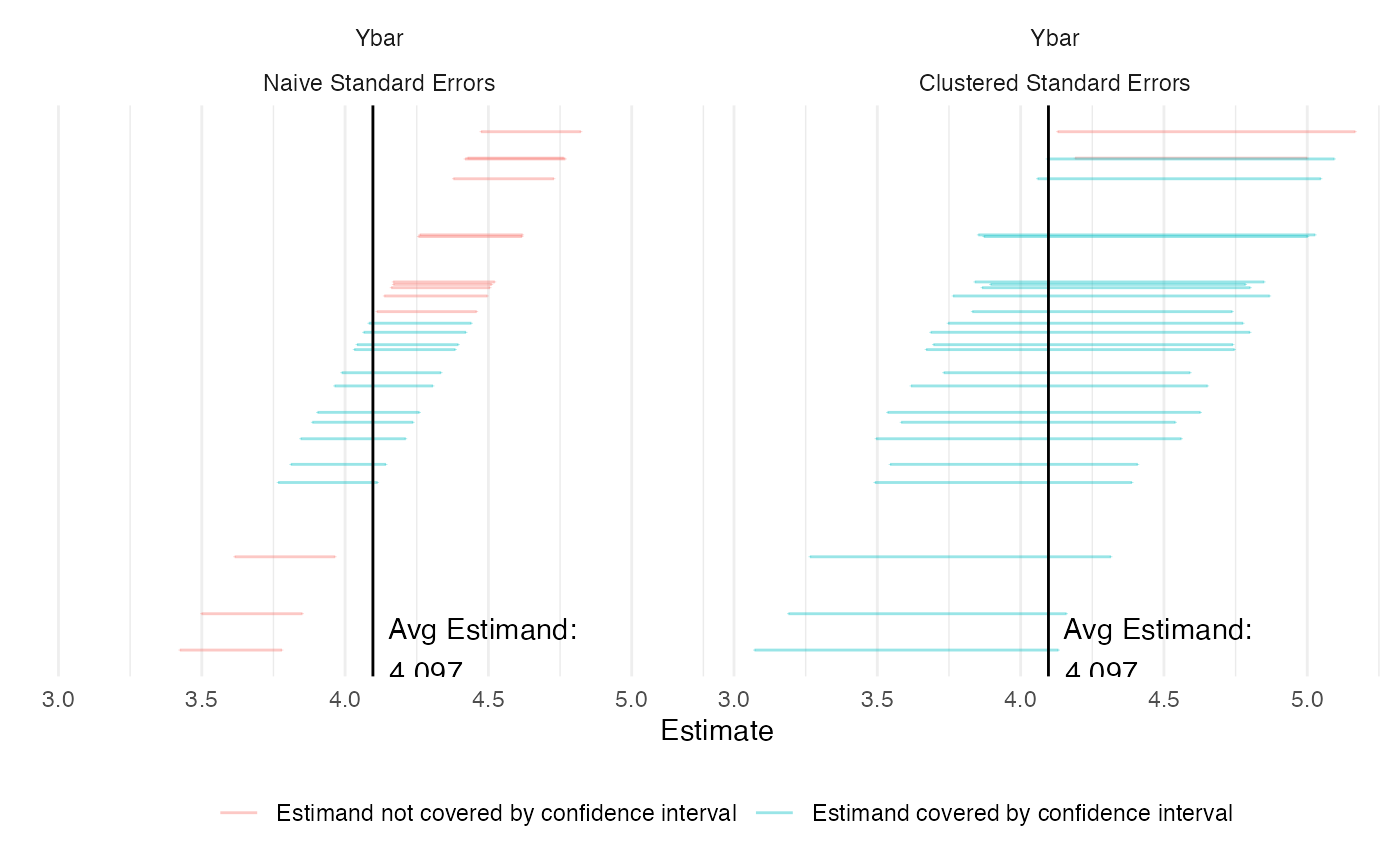 Ybar
Ybar
Naive Standard Errors
Clustered Standard Errors
Avg Estimand:
4.097
Avg Estimand:
4.097
3.0
3.5
4.0
4.5
5.0
3.0
3.5
4.0
4.5
5.0
Estimate
Estimand not covered by confidence interval
Estimand covered by confidence interval